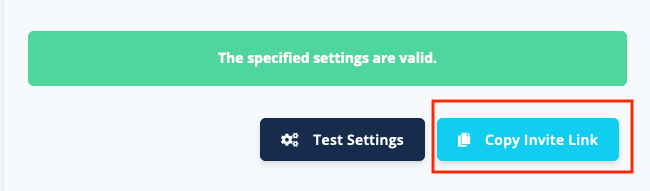 The specified settings are valid.
Test Settings
Copy Invite Link